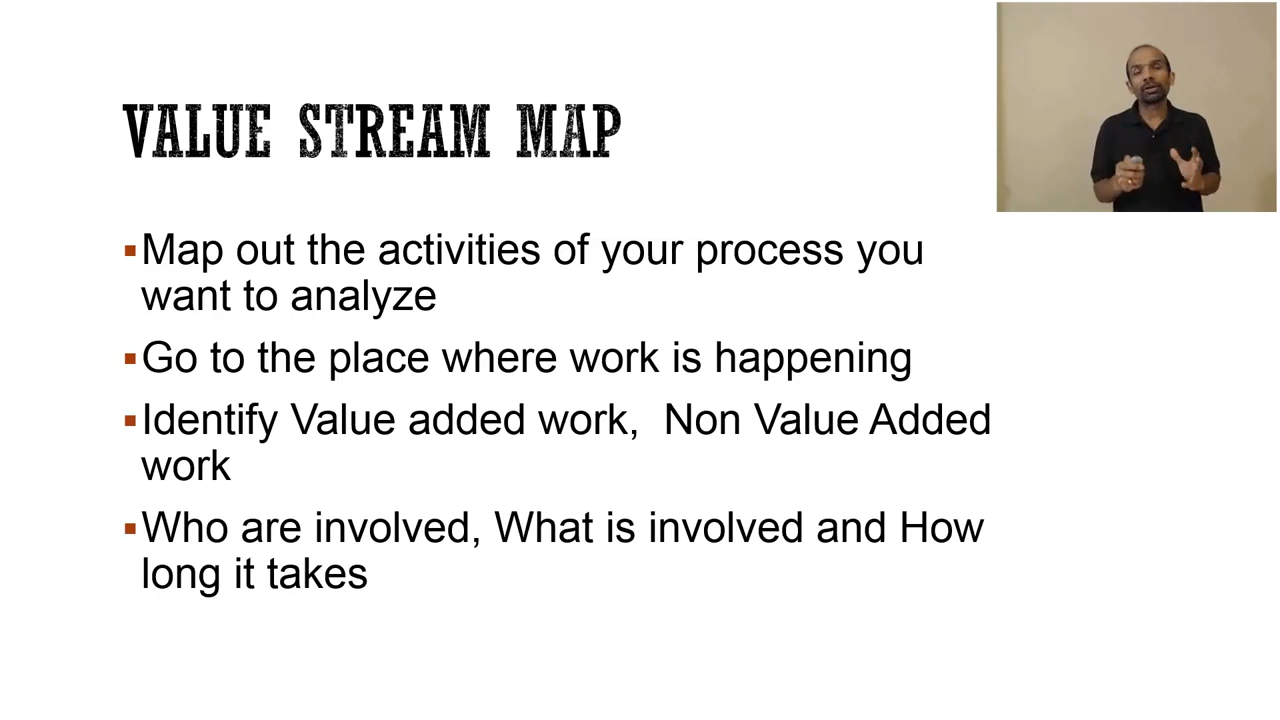 VALUE STREAM MAP
▪Map out the activities of your process you
want to analyze
▪Go to the place where work is happening
▪Identify Value added work,  Non Value Added
work
▪Who are involved, What is involved and How
long it takes